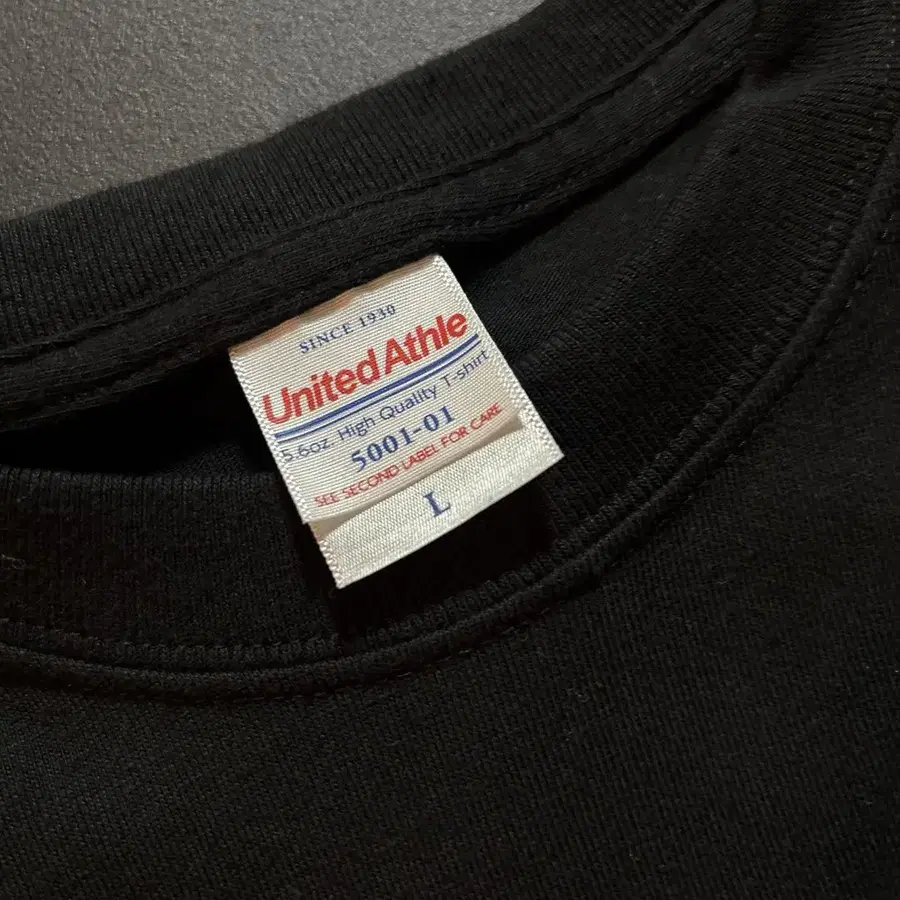 SINCE 1930
United Athle
5.6oz. High Quality T-shirt
5001-01
SEE SECOND LABEL FOR CARE
L